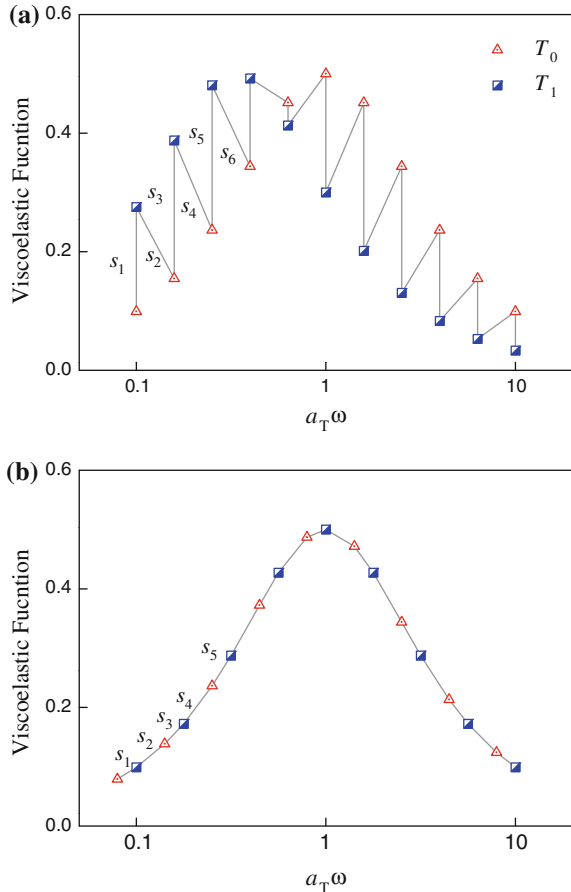 (a)
0.6
T0
T1
0.4
s5
s6
s3
s4
0.2
s1
s2
0.0
0.1 1 10
Viscoelastic Fucntion
aTω
(b)
0.6
0.4
s5
0.2
s4
s3
s2
s1
0.0
0.1 1 10
Viscoelastic Fucntion
aTω